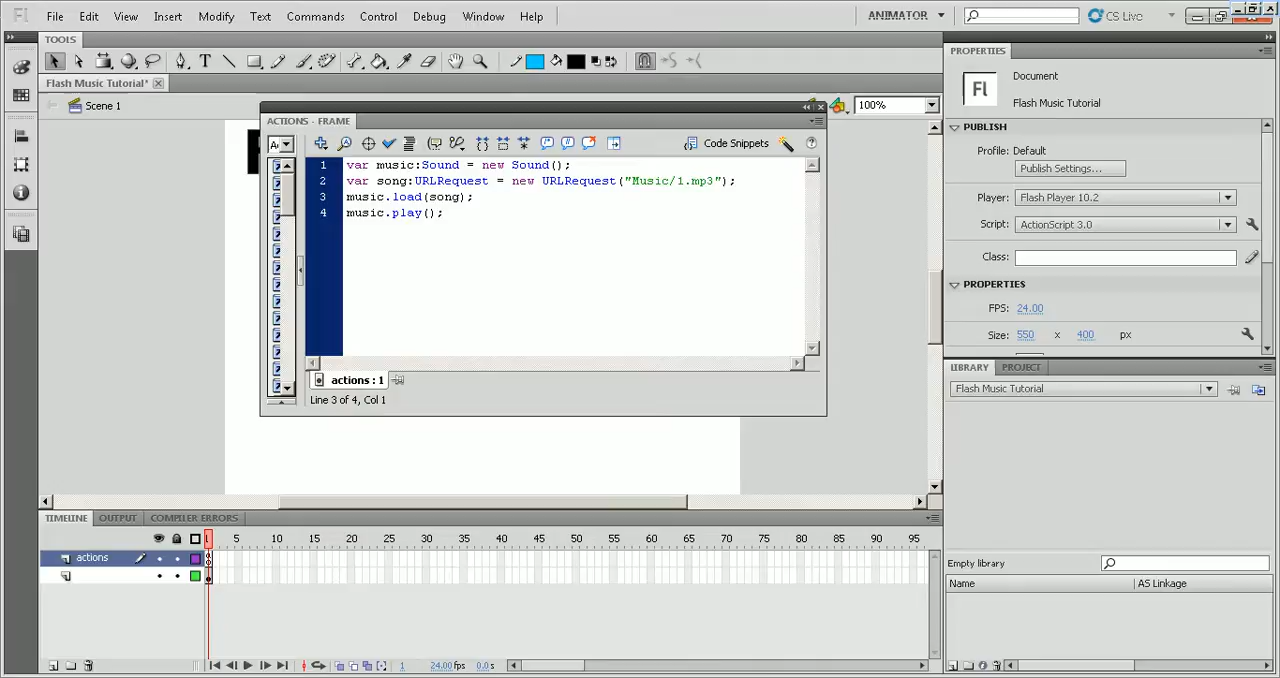 Fl File Edit View Insert Modify Text Commands Control Debug Window Help ANIMATOR CS Live
TOOLS
Flash Music Tutorial*
Scene 1
100%
ACTIONS - FRAME
Code Snippets
1 var music:Sound = new Sound();
2 var song:URLRequest = new URLRequest("Music/1.mp3");
3 music.load(song);
4 music.play();
actions : 1
Line 3 of 4, Col 1
PROPERTIES
Fl
Document
Flash Music Tutorial
PUBLISH
Profile: Default
Publish Settings...
Player: Flash Player 10.2
Script: ActionScript 3.0
Class:
PROPERTIES
FPS: 24.00
Size: 550 x 400 px
LIBRARY PROJECT
Flash Music Tutorial
Empty library
Name AS Linkage
TIMELINE OUTPUT COMPILER ERRORS
1 5 10 15 20 25 30 35 40 45 50 55 60 65 70 75 80 85 90 95
actions
1 24.00fps 0.0s